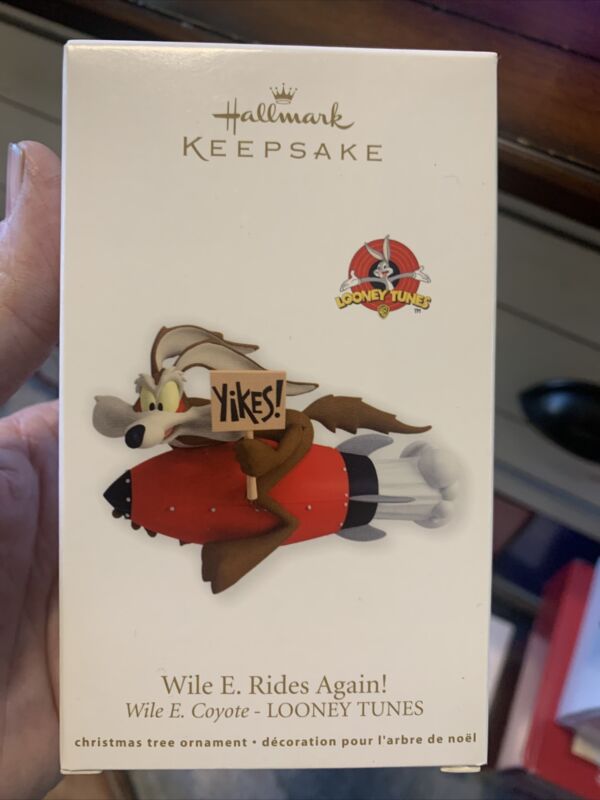 Hallmark
KEEPSAKE
LOONEY TUNES
TM
YiKES!
Wile E. Rides Again!
Wile E. Coyote - LOONEY TUNES
christmas tree ornament • décoration pour l'arbre de noël